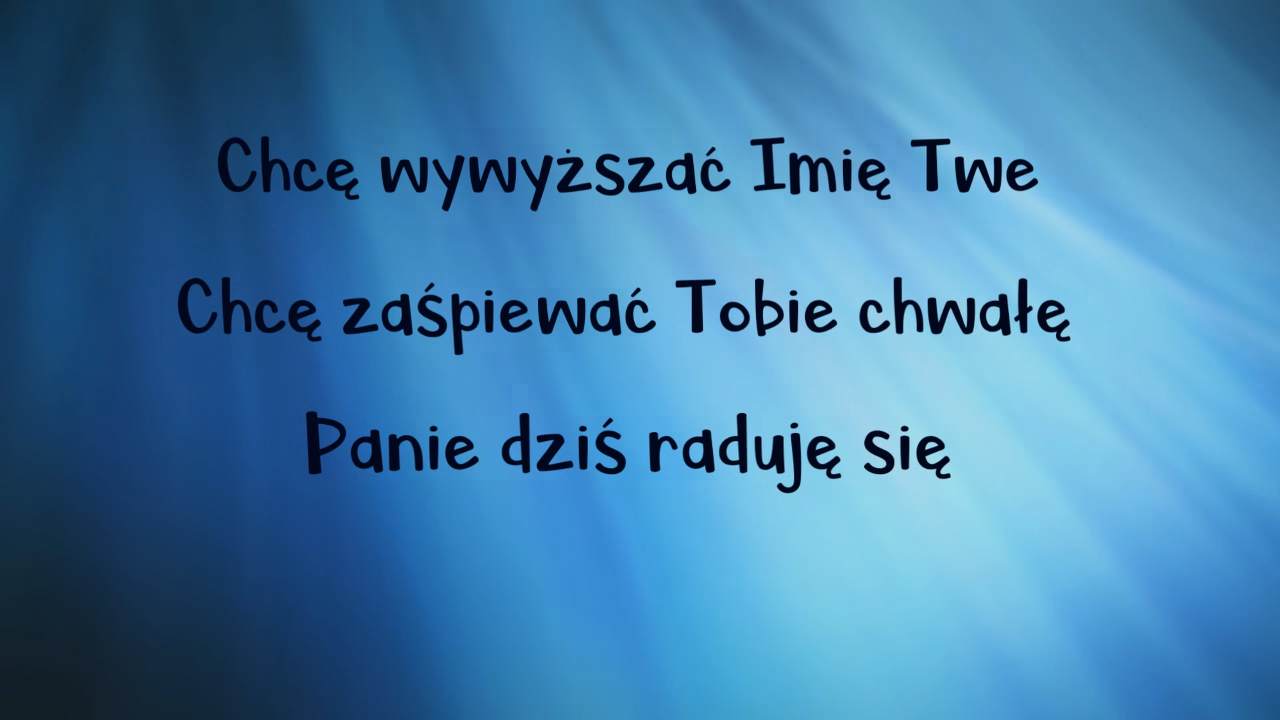 Chcę wywyższać Imię Twe
Chcę zaśpiewać Tobie chwałę
Panie dziś raduję się